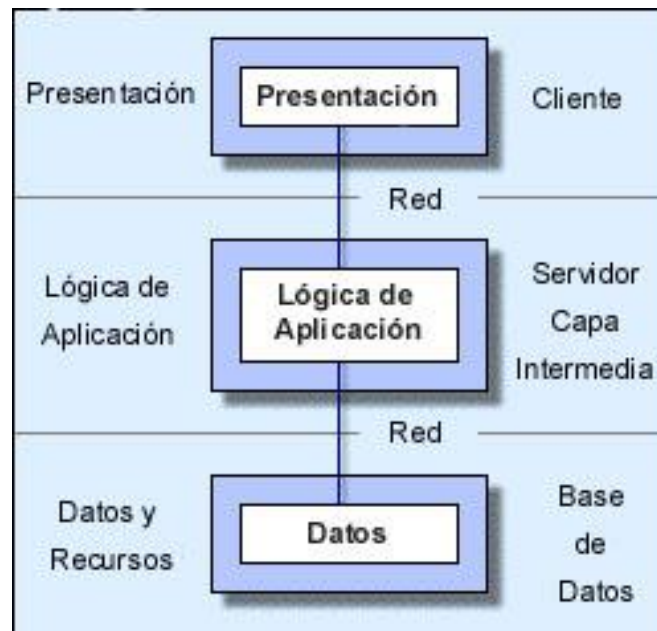 Presentación
Presentación
Cliente
Red
Lógica de
Aplicación
Lógica de
Aplicación
Servidor
Capa
Intermedia
Red
Datos y
Recursos
Datos
Base
de
Datos